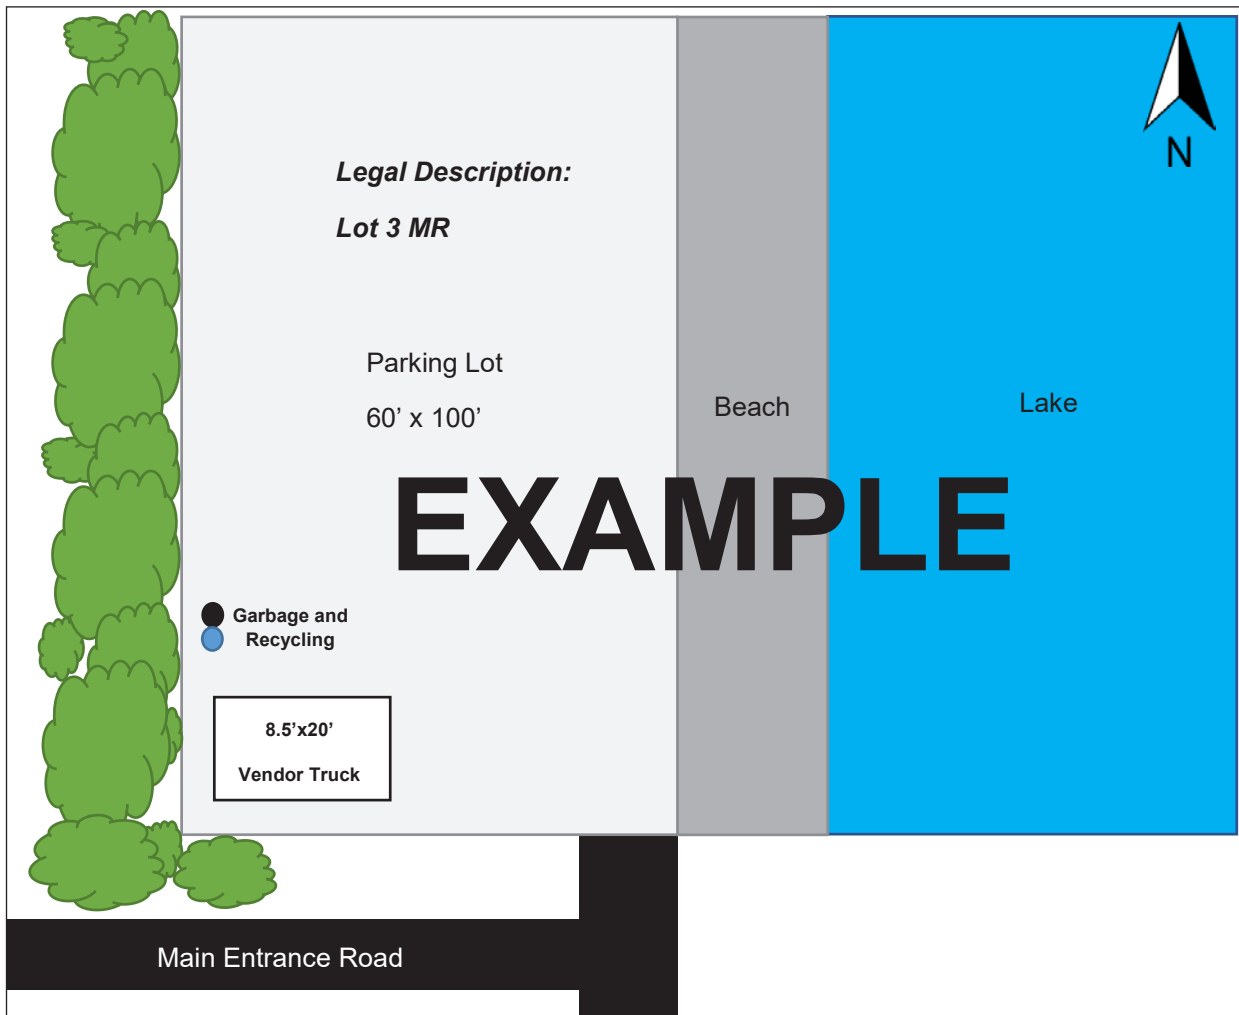 N
Legal Description:
Lot 3 MR
Parking Lot
60’ x 100’
Beach
Lake
EXAMPLE
Garbage and
Recycling
8.5’x20’
Vendor Truck
Main Entrance Road